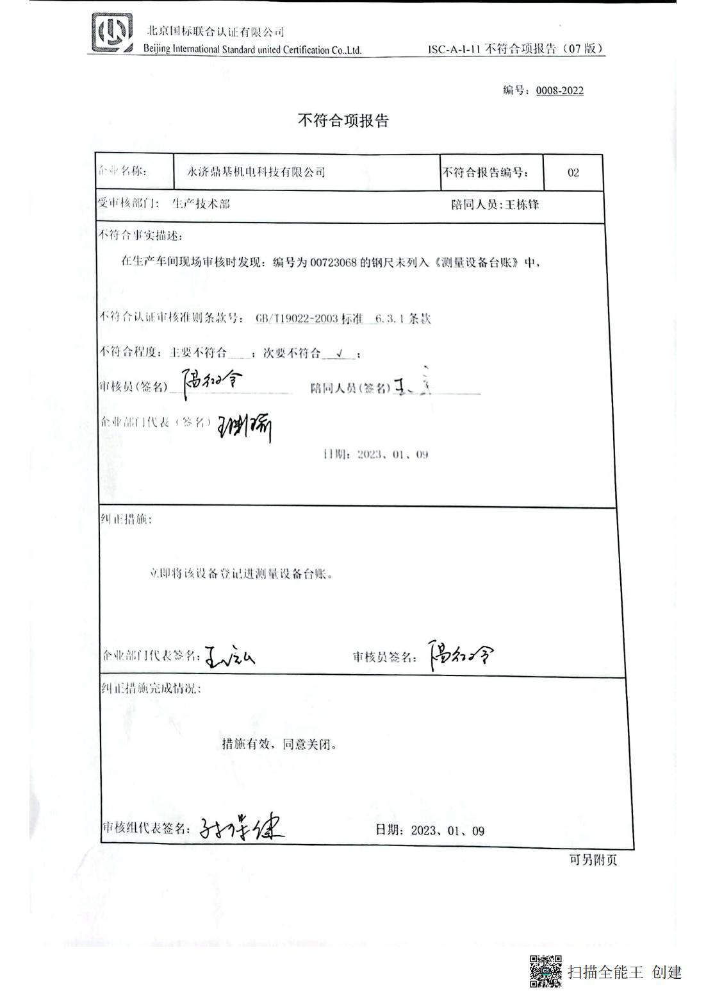 北京国标联合认证有限公司
Beijing International Standard united Certification Co.,Ltd.
ISC-A-I-11 不符合项报告（07 版）
编号：0008-2022
不符合项报告
企业名称： 永济鼎基机电科技有限公司 不符合报告编号： 02
受审核部门： 生产技术部 陪同人员：王栋锋
不符合事实描述：
在生产车间现场审核时发现：编号为 00723068 的钢尺未列入《测量设备台账》中，
不符合认证审核准则条款号： GB/T19022-2003 标准 6.3.1 条款
不符合程度：主要不符合 ；次要不符合 √ ；
审核员(签名) 陪同人员(签名)
企业部门代表（签名）
日期：2023、01、09
纠正措施：
立即将该设备登记进测量设备台账。
企业部门代表签名： 审核员签名：
纠正措施完成情况：
措施有效，同意关闭。
审核组代表签名： 日期：2023、01、09
可另附页
扫描全能王 创建